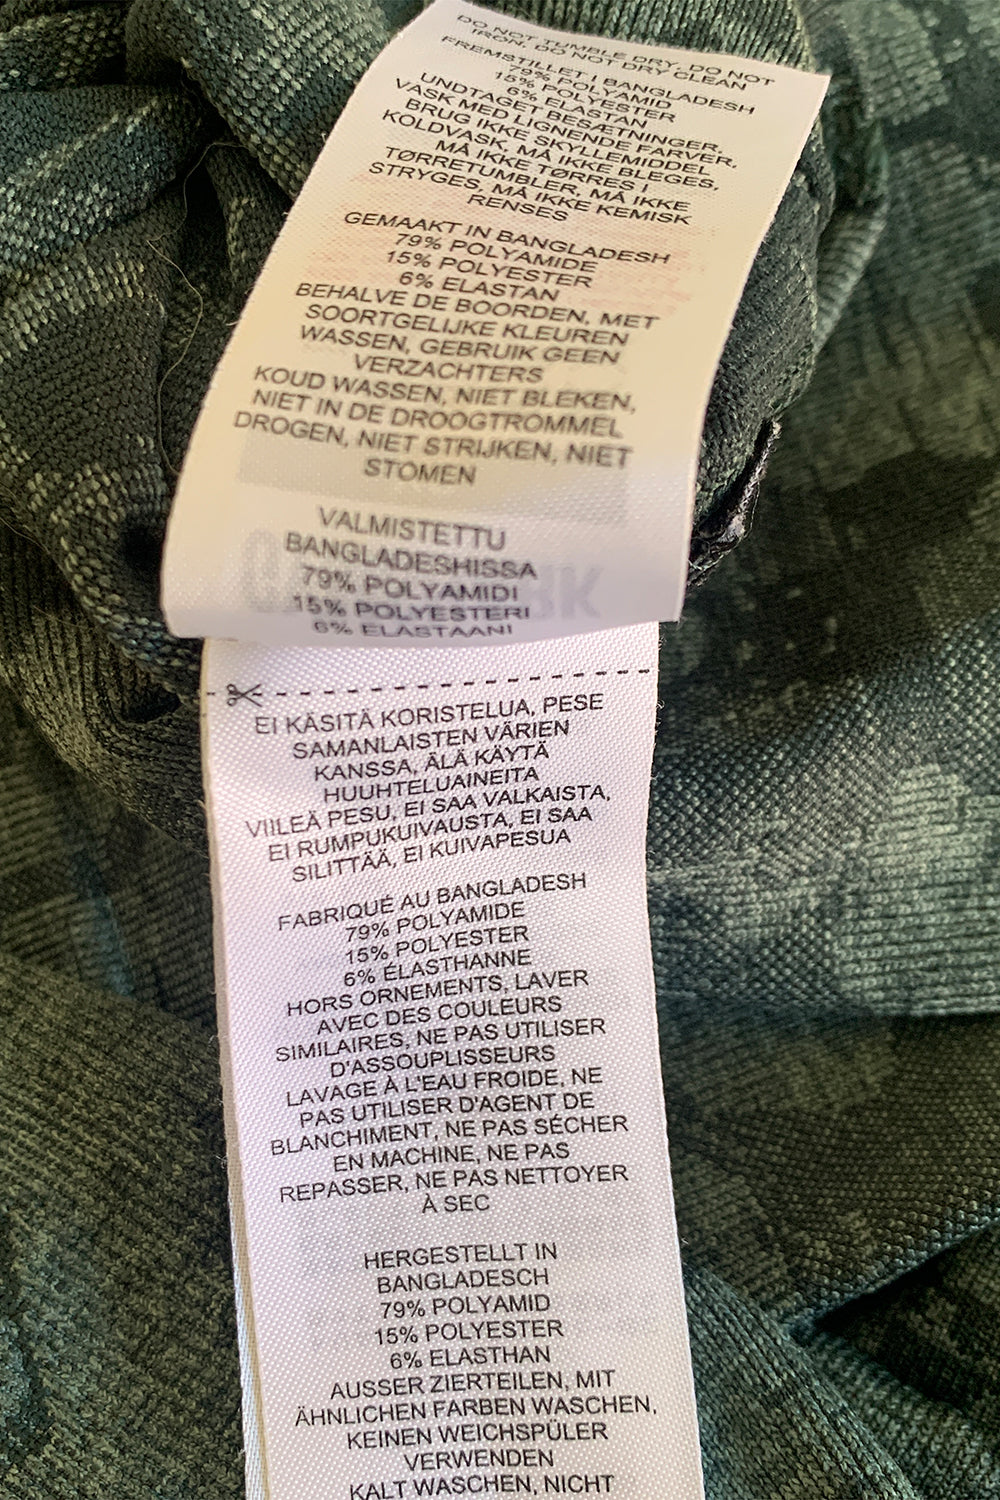 DO NOT TUMBLE DRY, DO NOT
IRON, DO NOT DRY CLEAN
FREMSTILLET I BANGLADESH
79% POLYAMID
15% POLYESTER
6% ELASTAN
UNDTAGET BESÆTNINGER,
VASK MED LIGNENDE FARVER,
BRUG IKKE SKYLLEMIDDEL
KOLDVASK, MÅ IKKE BLEGES,
MÅ IKKE TØRRES I
TØRRETUMBLER, MÅ IKKE
STRYGES, MÅ IKKE KEMISK
RENSES
GEMAAKT IN BANGLADESH
79% POLYAMIDE
15% POLYESTER
6% ELASTAN
BEHALVE DE BOORDEN, MET
SOORTGELIJKE KLEUREN
WASSEN, GEBRUIK GEEN
VERZACHTERS
KOUD WASSEN, NIET BLEKEN,
NIET IN DE DROOGTROMMEL
DROGEN, NIET STRIJKEN, NIET
STOMEN
VALMISTETTU
BANGLADESHISSA
79% POLYAMIDI
15% POLYESTERI
6% ELASTAANI
EI KÄSITÄ KORISTELUA, PESE
SAMANLAISTEN VÄRIEN
KANSSA, ÄLÄ KÄYTÄ
HUUHTELUAINEITA
VIILEÄ PESU, EI SAA VALKAISTA,
EI RUMPUKUIVAUSTA, EI SAA
SILITTÄÄ, EI KUIVAPESUA
FABRIQUÉ AU BANGLADESH
79% POLYAMIDE
15% POLYESTER
6% ÉLASTHANNE
HORS ORNEMENTS, LAVER
AVEC DES COULEURS
SIMILAIRES, NE PAS UTILISER
D'ASSOUPLISSEURS
LAVAGE À L'EAU FROIDE, NE
PAS UTILISER D'AGENT DE
BLANCHIMENT, NE PAS SÉCHER
EN MACHINE, NE PAS
REPASSER, NE PAS NETTOYER
À SEC
HERGESTELLT IN
BANGLADESCH
79% POLYAMID
15% POLYESTER
6% ELASTHAN
AUSSER ZIERTEILEN, MIT
ÄHNLICHEN FARBEN WASCHEN,
KEINEN WEICHSPÜLER
VERWENDEN
KALT WASCHEN, NICHT